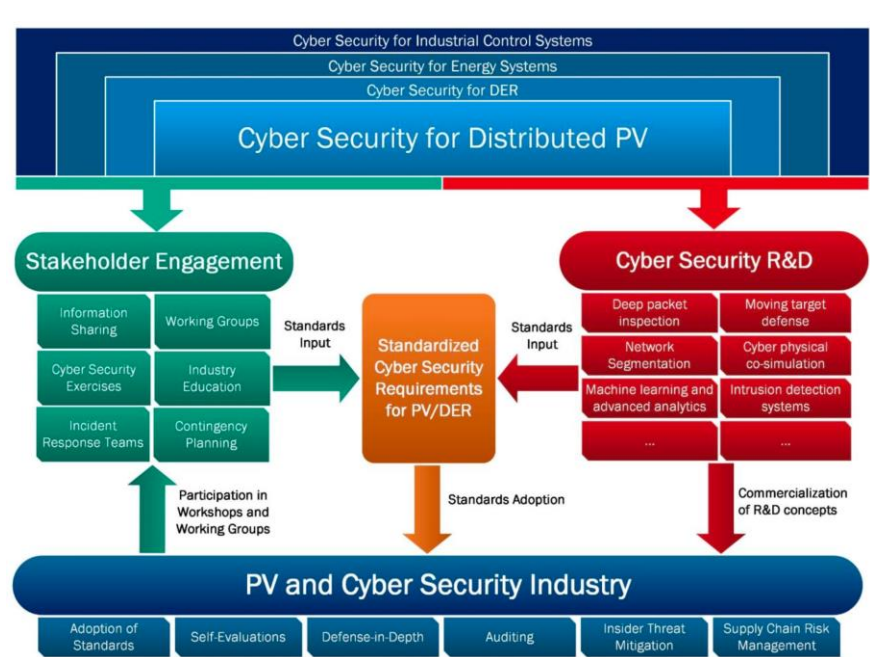 Cyber Security for Industrial Control Systems
Cyber Security for Energy Systems
Cyber Security for DER
Cyber Security for Distributed PV
Stakeholder Engagement
Information
Sharing
Working Groups
Cyber Security
Exercises
Industry
Education
Incident
Response Teams
Contingency
Planning
Standards
Input
Standardized
Cyber Security
Requirements
for PV/DER
Standards
Input
Cyber Security R&D
Deep packet
inspection
Moving target
defense
Network
Segmentation
Cyber physical
co-simulation
Machine learning and
advanced analytics
Intrusion detection
systems
...
...
Participation in
Workshops and
Working Groups
Standards Adoption
Commercialization
of R&D concepts
PV and Cyber Security Industry
Adoption of
Standards
Self-Evaluations
Defense-in-Depth
Auditing
Insider Threat
Mitigation
Supply Chain Risk
Management